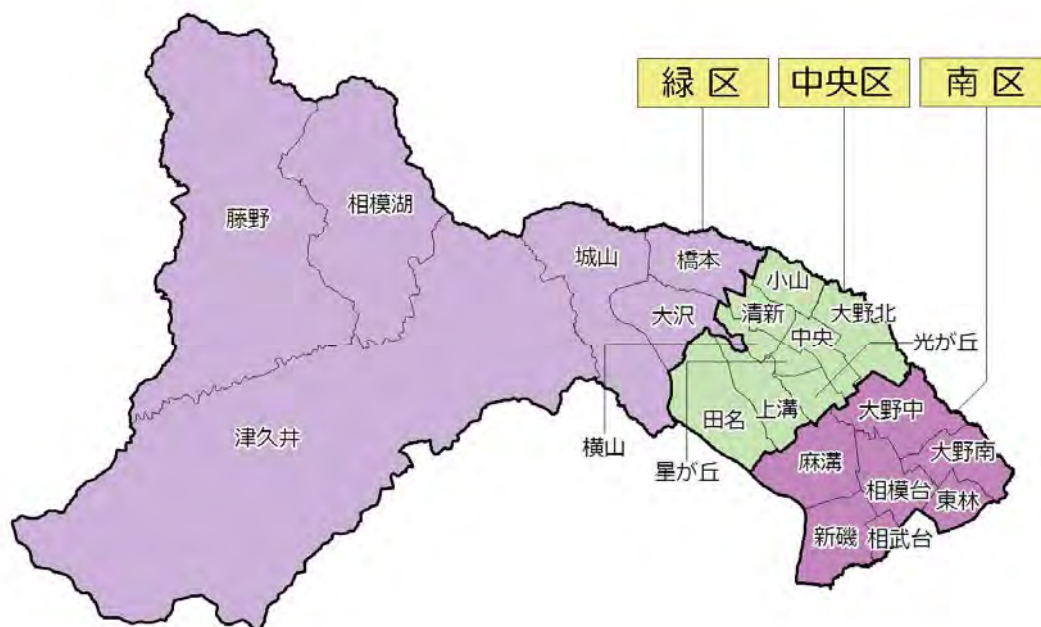 緑 区
中央区
南 区
藤野
相模湖
城山
橋本
小山
大沢
清新
大野北
中央
光が丘
津久井
横山
星が丘
田名
上溝
大野中
麻溝
大野南
相模台
東林
新磯
相武台